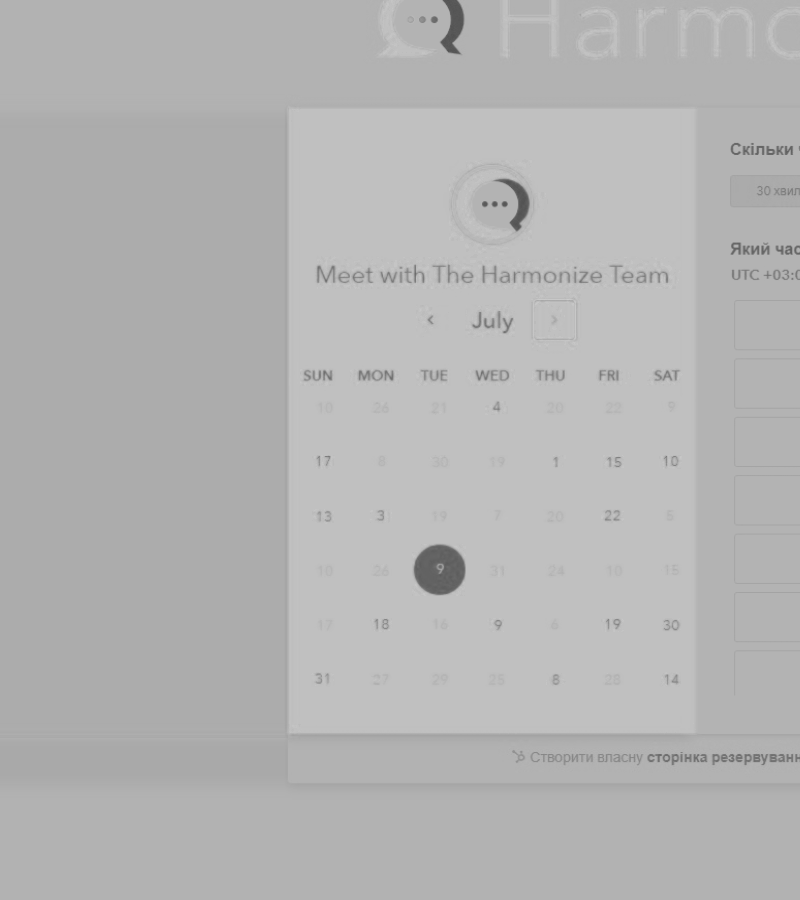 Harmo
Meet with The Harmonize Team
‹ July ›
SUN MON TUE WED THU FRI SAT
10 26 21 4 20 22 9
17 8 30 19 1 15 10
13 3 19 7 20 22 6
10 26 9 31 24 10 15
17 18 16 9 6 19 30
31 27 29 25 8 28 14
Скільки
30 хвил
Який час
UTC +03:0
Створити власну сторінка резервуванн